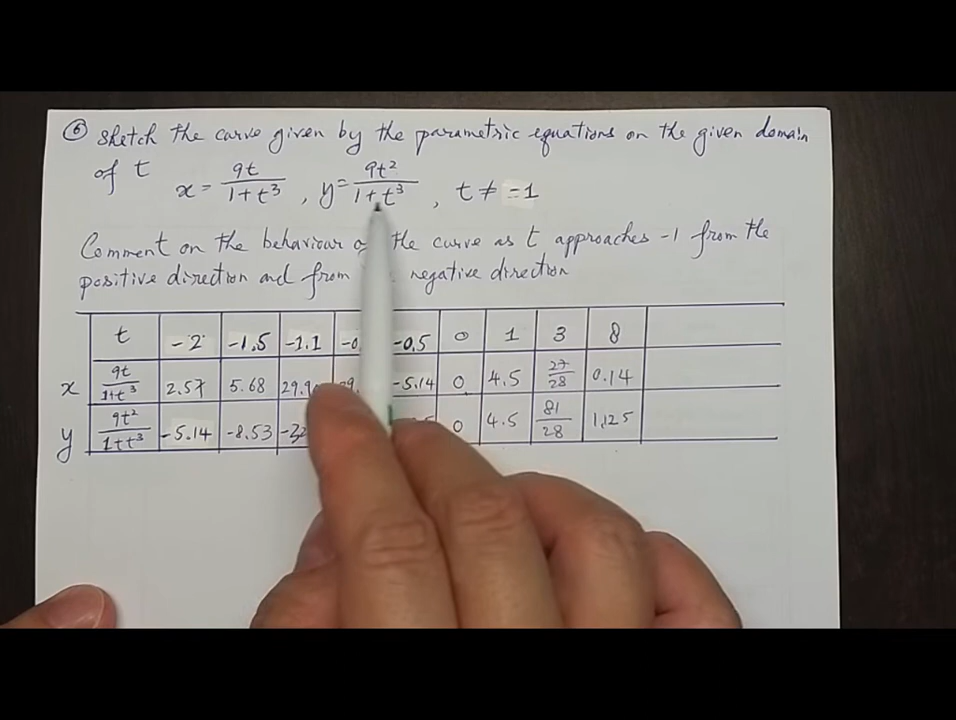 ⑥ Sketch the curve given by the parametric equations on the given domain
of t x = 9t/(1+t³) , y = 9t²/(1+t³) , t ≠ -1
Comment on the behaviour of the curve as t approaches -1 from the
positive direction and from negative direction
t -2 -1.5 -1.1 -0.5 0 1 3 8
x 9t/(1+t³) 2.57 5.68 -5.14 0 4.5 27/28 0.14
y 9t²/(1+t³) -5.14 -8.53 0 4.5 81/28 1.125